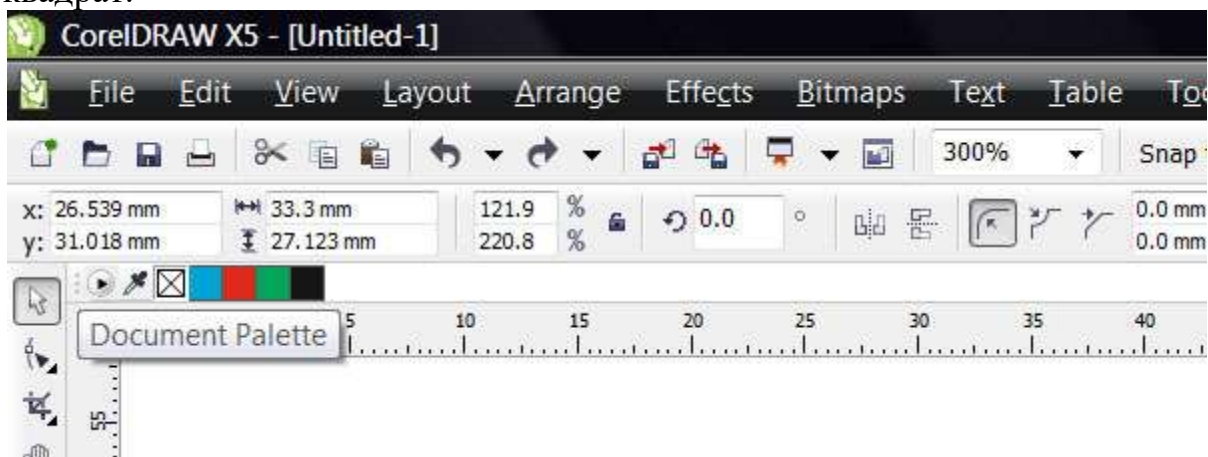 квадрат.
CorelDRAW X5 - [Untitled-1]
File Edit View Layout Arrange Effects Bitmaps Text Table
300% Snap
x: 26.539 mm 33.3 mm 121.9 % 0.0 ° 0.0 mm
y: 31.018 mm 27.123 mm 220.8 % 0.0 mm
Document Palette
5 10 15 20 25 30 35 40
55